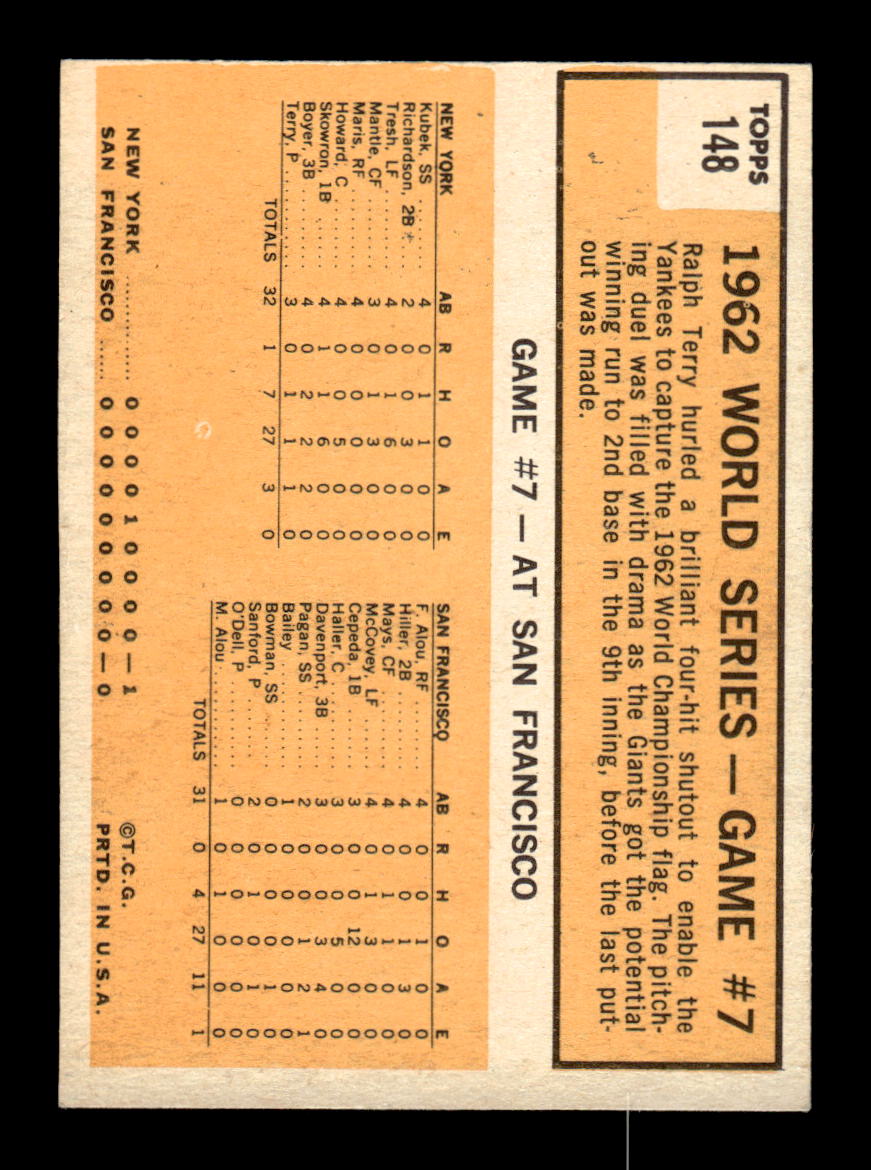 TOPPS
148
1962 WORLD SERIES — GAME #7
Ralph Terry hurled a brilliant four-hit shutout to enable the
Yankees to capture the 1962 World Championship flag. The pitch-
ing duel was filled with drama as the Giants got the potential
winning run to 2nd base in the 9th inning, before the last put-
out was made.
GAME #7 — AT SAN FRANCISCO
NEW YORK AB R H O A E
Kubek, SS ........ 4 0 1 1 0 0
Richardson, 2B .. 2 0 0 3 0 0
Tresh, LF ........ 4 0 1 6 0 0
Mantle, CF ....... 3 0 1 3 0 0
Maris, RF ........ 4 0 0 0 0 0
Howard, C ........ 4 0 0 5 0 0
Skowron, 1B ..... 4 1 1 6 0 0
Boyer, 3B ........ 4 0 2 2 2 0
Terry, P .......... 3 0 1 1 1 0
TOTALS 32 1 7 27 3 0
SAN FRANCISCO AB R H O A E
F. Alou, RF ...... 4 0 0 1 0 0
Hiller, 2B ........ 4 0 0 1 3 0
Mays, CF ........ 4 0 1 1 0 0
McCovey, LF ..... 4 0 1 3 0 0
Cepeda, 1B ...... 3 0 0 12 0 0
Haller, C ........ 3 0 0 5 0 0
Davenport, 3B ... 3 0 0 3 4 0
Pagan, SS ....... 2 0 0 1 2 1
Bailey ........... 1 0 0 0 0 0
Bowman, SS ..... 0 0 0 0 1 0
Sanford, P ....... 2 0 1 0 1 0
O'Dell, P ........ 0 0 0 0 0 0
M. Alou .......... 1 0 1 0 0 0
TOTALS 31 0 4 27 11 1
NEW YORK ............ 0 0 0 0 1 0 0 0 0 — 1
SAN FRANCISCO ...... 0 0 0 0 0 0 0 0 0 — 0
©T.C.G.
PRTD. IN U.S.A.